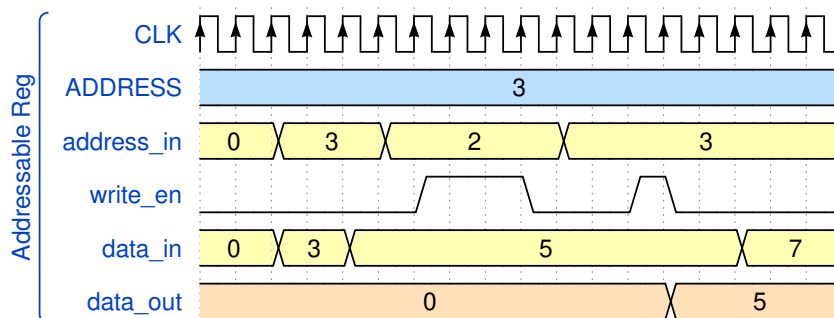 Addressable Reg
CLK
ADDRESS 3
address_in 0 3 2 3
write_en
data_in 0 3 5 7
data_out 0 5